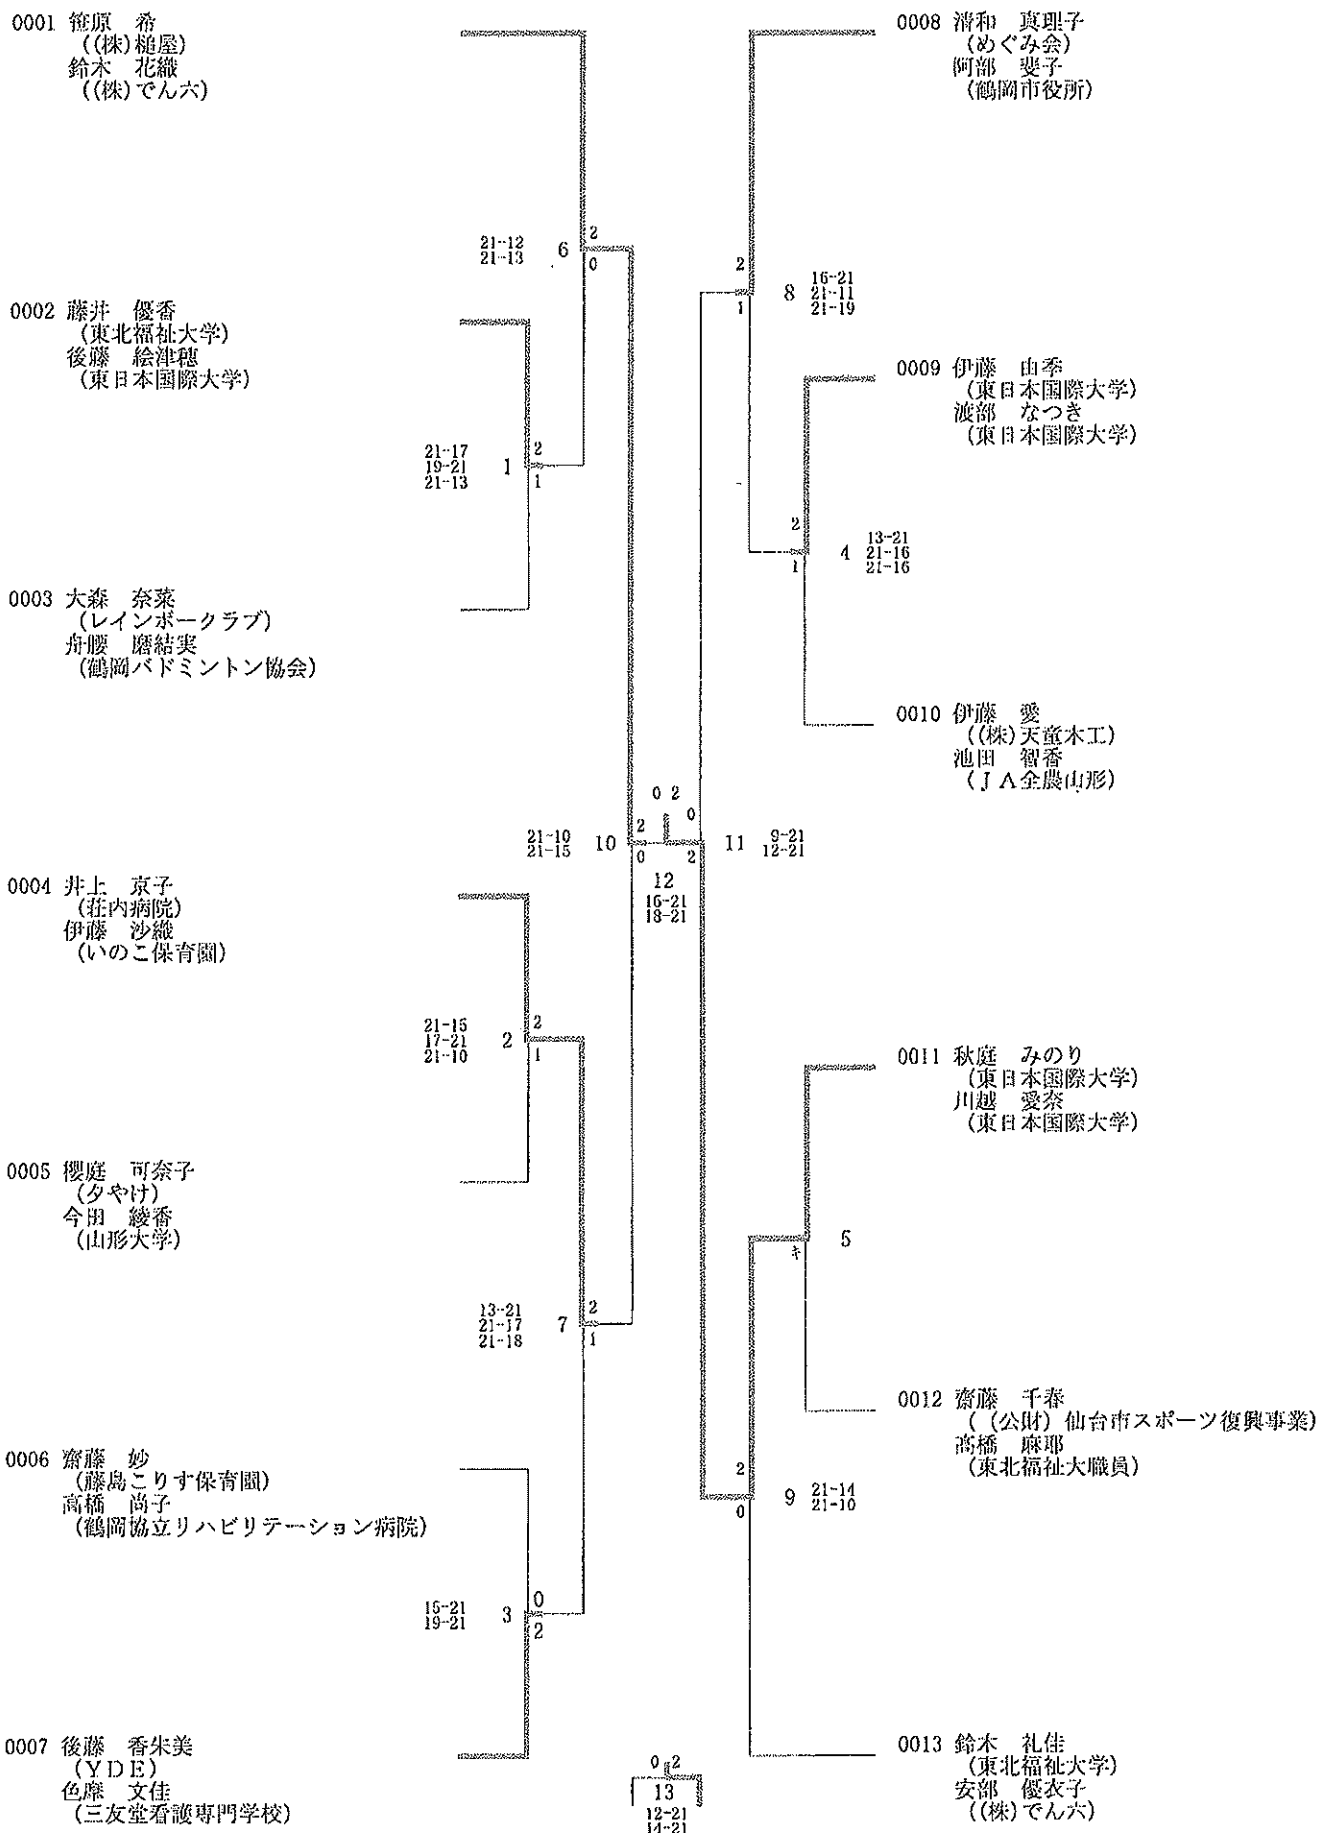 0001 笹原 希
((株)槌屋)
鈴木 花織
((株)でん六)
21-12
21-13
6
2
0
0002 藤井 優香
(東北福祉大学)
後藤 絵津穂
(東日本国際大学)
21-17
19-21
21-13
1
2
1
0003 大森 奈菜
(レインボークラブ)
舟腰 磨結実
(鶴岡バドミントン協会)
21-10
21-15
10
2
0
0004 井上 京子
(荘内病院)
伊藤 沙織
(いのこ保育園)
21-15
17-21
21-10
2
2
1
0005 櫻庭 可奈子
(夕やけ)
今田 綾香
(山形大学)
13-21
21-17
21-18
7
2
1
0006 齋藤 妙
(藤島こりす保育園)
高橋 尚子
(鶴岡協立リハビリテーション病院)
15-21
19-21
3
0
2
0007 後藤 香朱美
(YDE)
色摩 文佳
(三友堂看護専門学校)
0 2
12
16-21
18-21
0 2
13
12-21
14-21
0008 清和 真理子
(めぐみ会)
阿部 斐子
(鶴岡市役所)
2
1
8
16-21
21-11
21-19
0009 伊藤 由季
(東日本国際大学)
渡部 なつき
(東日本国際大学)
2
1
4
13-21
21-16
21-16
0010 伊藤 愛
((株)天童木工)
池田 智香
(JA全農山形)
0
2
11
9-21
12-21
0011 秋庭 みのり
(東日本国際大学)
川越 愛奈
(東日本国際大学)
キ
5
0012 齋藤 千春
((公財)仙台市スポーツ復興事業)
高橋 麻耶
(東北福祉大職員)
2
0
9
21-14
21-10
0013 鈴木 礼佳
(東北福祉大学)
安部 優衣子
((株)でん六)